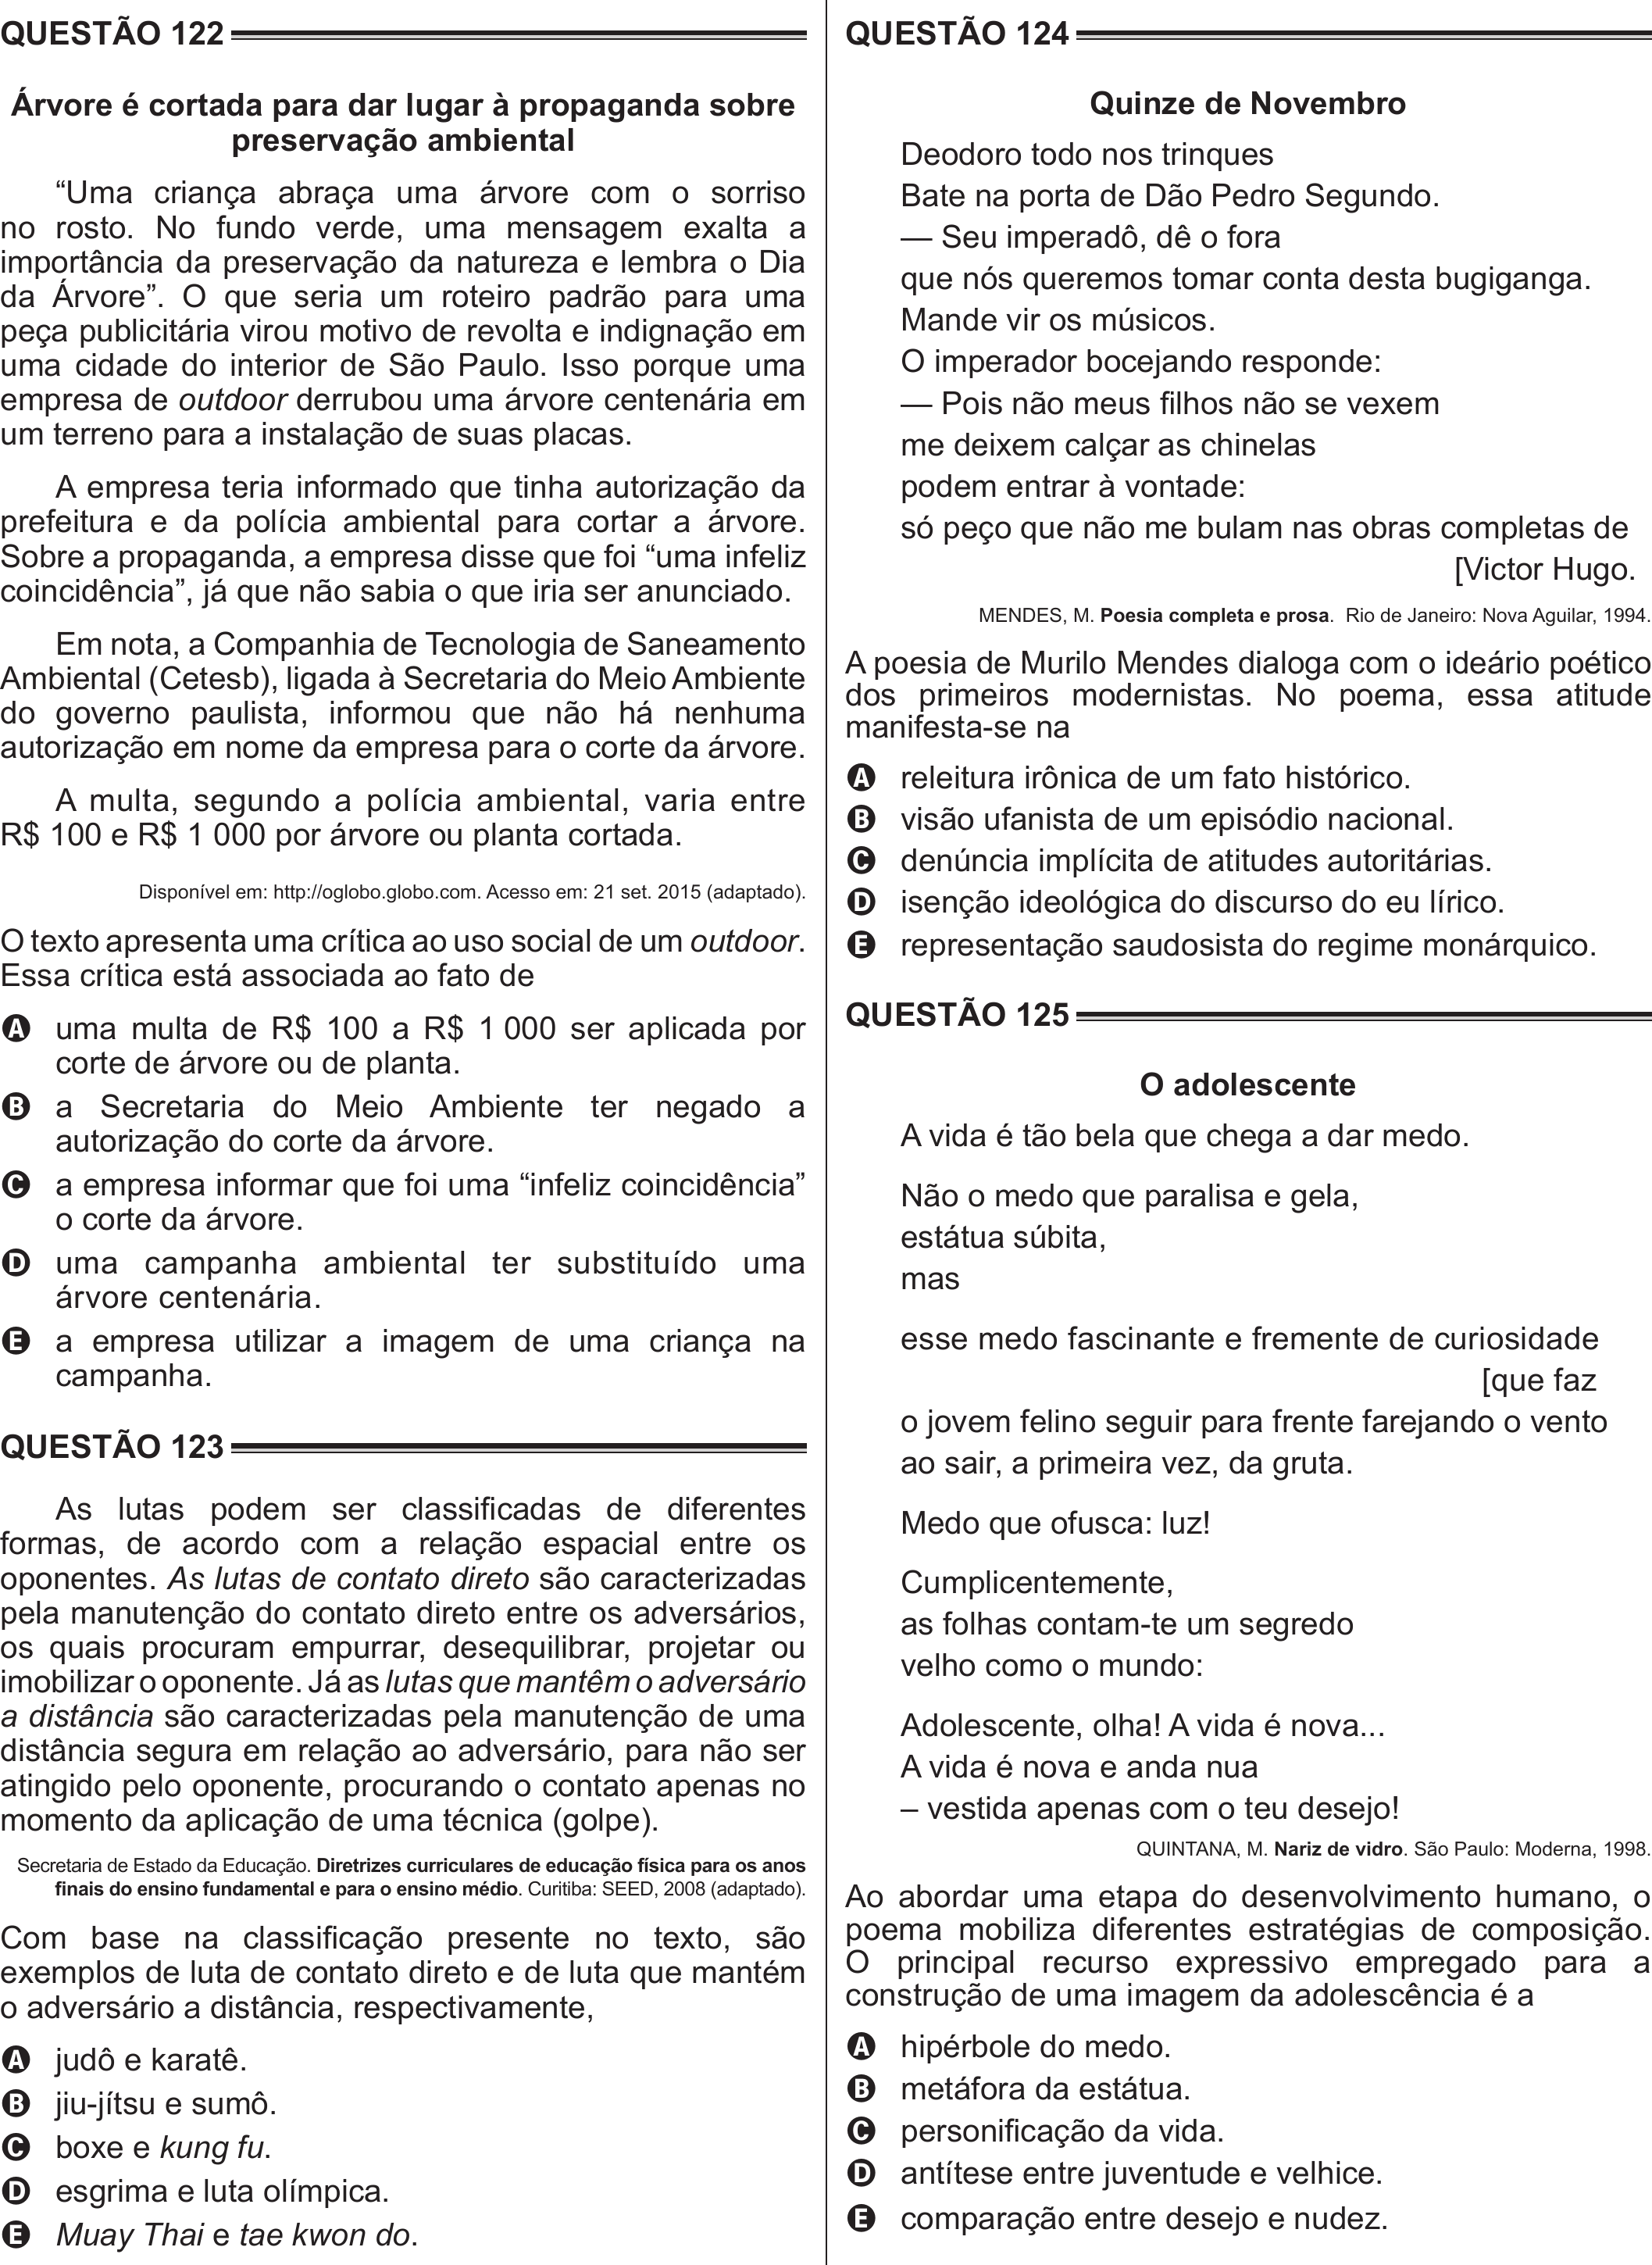 QUESTÃO 122
Árvore é cortada para dar lugar à propaganda sobre
preservação ambiental
“Uma criança abraça uma árvore com o sorriso
no rosto. No fundo verde, uma mensagem exalta a
importância da preservação da natureza e lembra o Dia
da Árvore”. O que seria um roteiro padrão para uma
peça publicitária virou motivo de revolta e indignação em
uma cidade do interior de São Paulo. Isso porque uma
empresa de outdoor derrubou uma árvore centenária em
um terreno para a instalação de suas placas.
A empresa teria informado que tinha autorização da
prefeitura e da polícia ambiental para cortar a árvore.
Sobre a propaganda, a empresa disse que foi “uma infeliz
coincidência”, já que não sabia o que iria ser anunciado.
Em nota, a Companhia de Tecnologia de Saneamento
Ambiental (Cetesb), ligada à Secretaria do Meio Ambiente
do governo paulista, informou que não há nenhuma
autorização em nome da empresa para o corte da árvore.
A multa, segundo a polícia ambiental, varia entre
R$ 100 e R$ 1 000 por árvore ou planta cortada.
Disponível em: http://oglobo.globo.com. Acesso em: 21 set. 2015 (adaptado).
O texto apresenta uma crítica ao uso social de um outdoor.
Essa crítica está associada ao fato de
A uma multa de R$ 100 a R$ 1 000 ser aplicada por
corte de árvore ou de planta.
B a Secretaria do Meio Ambiente ter negado a
autorização do corte da árvore.
C a empresa informar que foi uma “infeliz coincidência”
o corte da árvore.
D uma campanha ambiental ter substituído uma
árvore centenária.
E a empresa utilizar a imagem de uma criança na
campanha.
QUESTÃO 123
As lutas podem ser classificadas de diferentes
formas, de acordo com a relação espacial entre os
oponentes. As lutas de contato direto são caracterizadas
pela manutenção do contato direto entre os adversários,
os quais procuram empurrar, desequilibrar, projetar ou
imobilizar o oponente. Já as lutas que mantêm o adversário
a distância são caracterizadas pela manutenção de uma
distância segura em relação ao adversário, para não ser
atingido pelo oponente, procurando o contato apenas no
momento da aplicação de uma técnica (golpe).
Secretaria de Estado da Educação. Diretrizes curriculares de educação física para os anos
finais do ensino fundamental e para o ensino médio. Curitiba: SEED, 2008 (adaptado).
Com base na classificação presente no texto, são
exemplos de luta de contato direto e de luta que mantém
o adversário a distância, respectivamente,
A judô e karatê.
B jiu-jítsu e sumô.
C boxe e kung fu.
D esgrima e luta olímpica.
E Muay Thai e tae kwon do.
QUESTÃO 124
Quinze de Novembro
Deodoro todo nos trinques
Bate na porta de Dão Pedro Segundo.
— Seu imperadô, dê o fora
que nós queremos tomar conta desta bugiganga.
Mande vir os músicos.
O imperador bocejando responde:
— Pois não meus filhos não se vexem
me deixem calçar as chinelas
podem entrar à vontade:
só peço que não me bulam nas obras completas de
[Victor Hugo.
MENDES, M. Poesia completa e prosa. Rio de Janeiro: Nova Aguilar, 1994.
A poesia de Murilo Mendes dialoga com o ideário poético
dos primeiros modernistas. No poema, essa atitude
manifesta-se na
A releitura irônica de um fato histórico.
B visão ufanista de um episódio nacional.
C denúncia implícita de atitudes autoritárias.
D isenção ideológica do discurso do eu lírico.
E representação saudosista do regime monárquico.
QUESTÃO 125
O adolescente
A vida é tão bela que chega a dar medo.
Não o medo que paralisa e gela,
estátua súbita,
mas
esse medo fascinante e fremente de curiosidade
[que faz
o jovem felino seguir para frente farejando o vento
ao sair, a primeira vez, da gruta.
Medo que ofusca: luz!
Cumplicentemente,
as folhas contam-te um segredo
velho como o mundo:
Adolescente, olha! A vida é nova...
A vida é nova e anda nua
– vestida apenas com o teu desejo!
QUINTANA, M. Nariz de vidro. São Paulo: Moderna, 1998.
Ao abordar uma etapa do desenvolvimento humano, o
poema mobiliza diferentes estratégias de composição.
O principal recurso expressivo empregado para a
construção de uma imagem da adolescência é a
A hipérbole do medo.
B metáfora da estátua.
C personificação da vida.
D antítese entre juventude e velhice.
E comparação entre desejo e nudez.